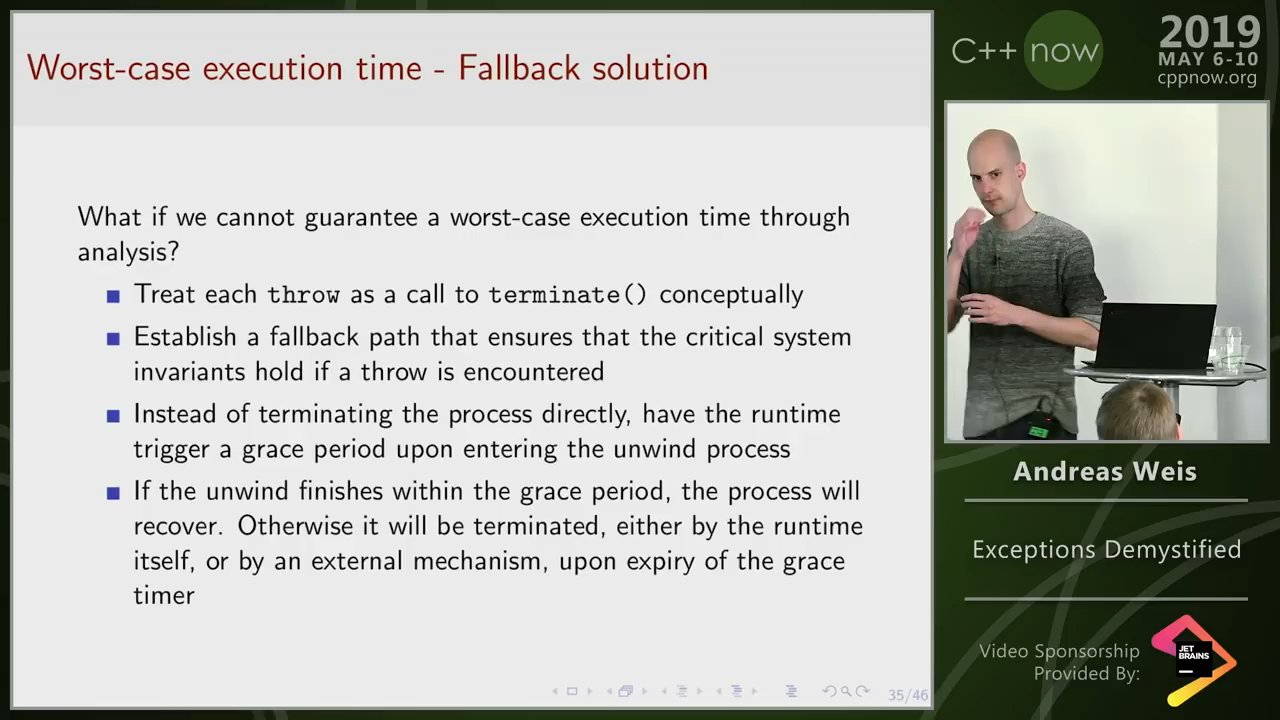 Worst-case execution time - Fallback solution
What if we cannot guarantee a worst-case execution time through
analysis?
Treat each throw as a call to terminate() conceptually
Establish a fallback path that ensures that the critical system
invariants hold if a throw is encountered
Instead of terminating the process directly, have the runtime
trigger a grace period upon entering the unwind process
If the unwind finishes within the grace period, the process will
recover. Otherwise it will be terminated, either by the runtime
itself, or by an external mechanism, upon expiry of the grace
timer
35/46
C++ now
2019
MAY 6-10
cppnow.org
Andreas Weis
Exceptions Demystified
Video Sponsorship
Provided By:
JET
BRAINS